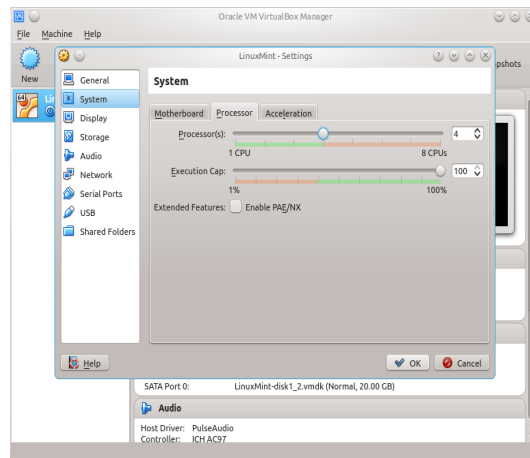 Oracle VM VirtualBox Manager
File Machine Help
New
pshots
64
Lin
LinuxMint - Settings
General
System
Display
Storage
Audio
Network
Serial Ports
USB
Shared Folders
System
Motherboard Processor Acceleration
Processor(s): 4
1 CPU 8 CPUs
Execution Cap: 100
1% 100%
Extended Features: Enable PAE/NX
Help OK Cancel
SATA Port 0: LinuxMint-disk1_2.vmdk (Normal, 20.00 GB)
Audio
Host Driver: PulseAudio
Controller: ICH AC97